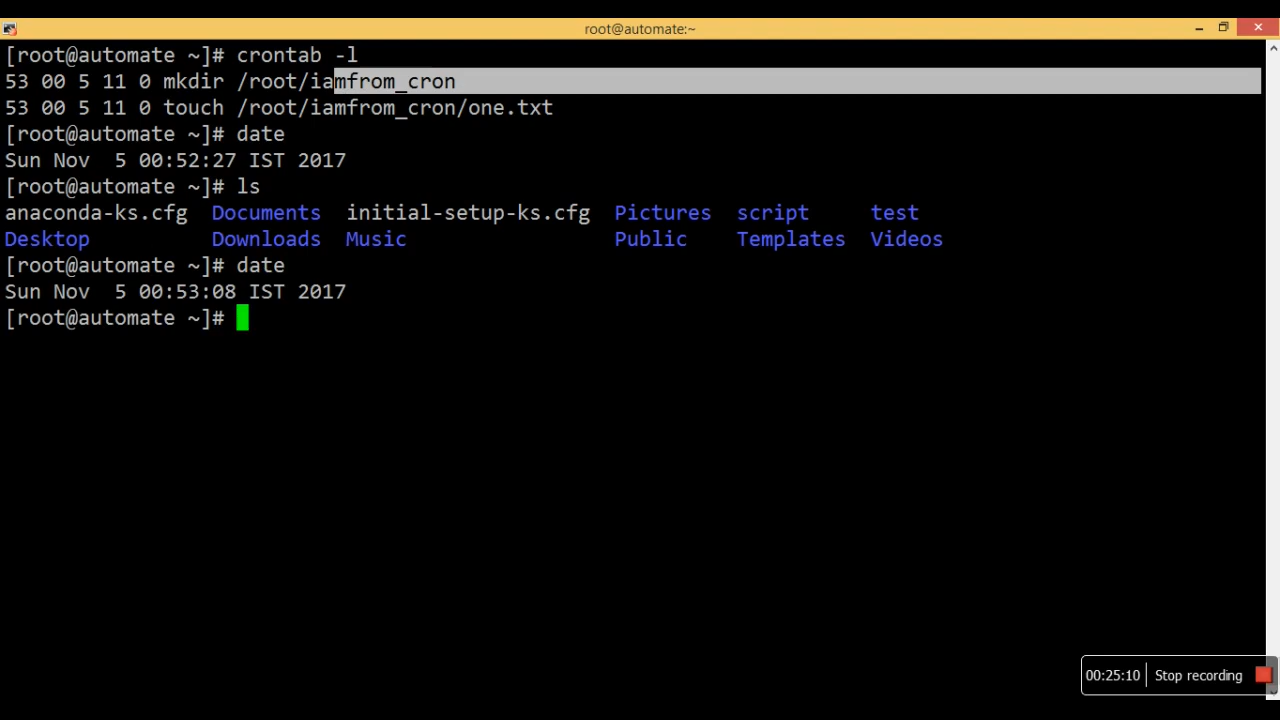 root@automate:~
[root@automate ~]# crontab -l
53 00 5 11 0 mkdir /root/iamfrom_cron
53 00 5 11 0 touch /root/iamfrom_cron/one.txt
[root@automate ~]# date
Sun Nov  5 00:52:27 IST 2017
[root@automate ~]# ls
anaconda-ks.cfg  Documents  initial-setup-ks.cfg  Pictures  script     test
Desktop          Downloads  Music                 Public    Templates  Videos
[root@automate ~]# date
Sun Nov  5 00:53:08 IST 2017
[root@automate ~]#
00:25:10 Stop recording